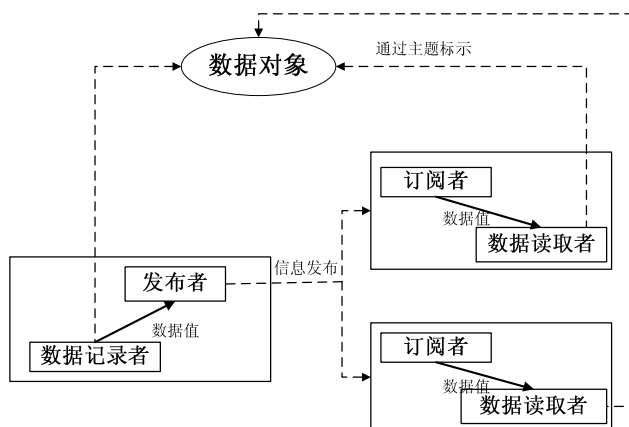 数据对象
通过主题标示
订阅者
数据值
数据读取者
信息发布
发布者
数据值
数据记录者
订阅者
数据值
数据读取者